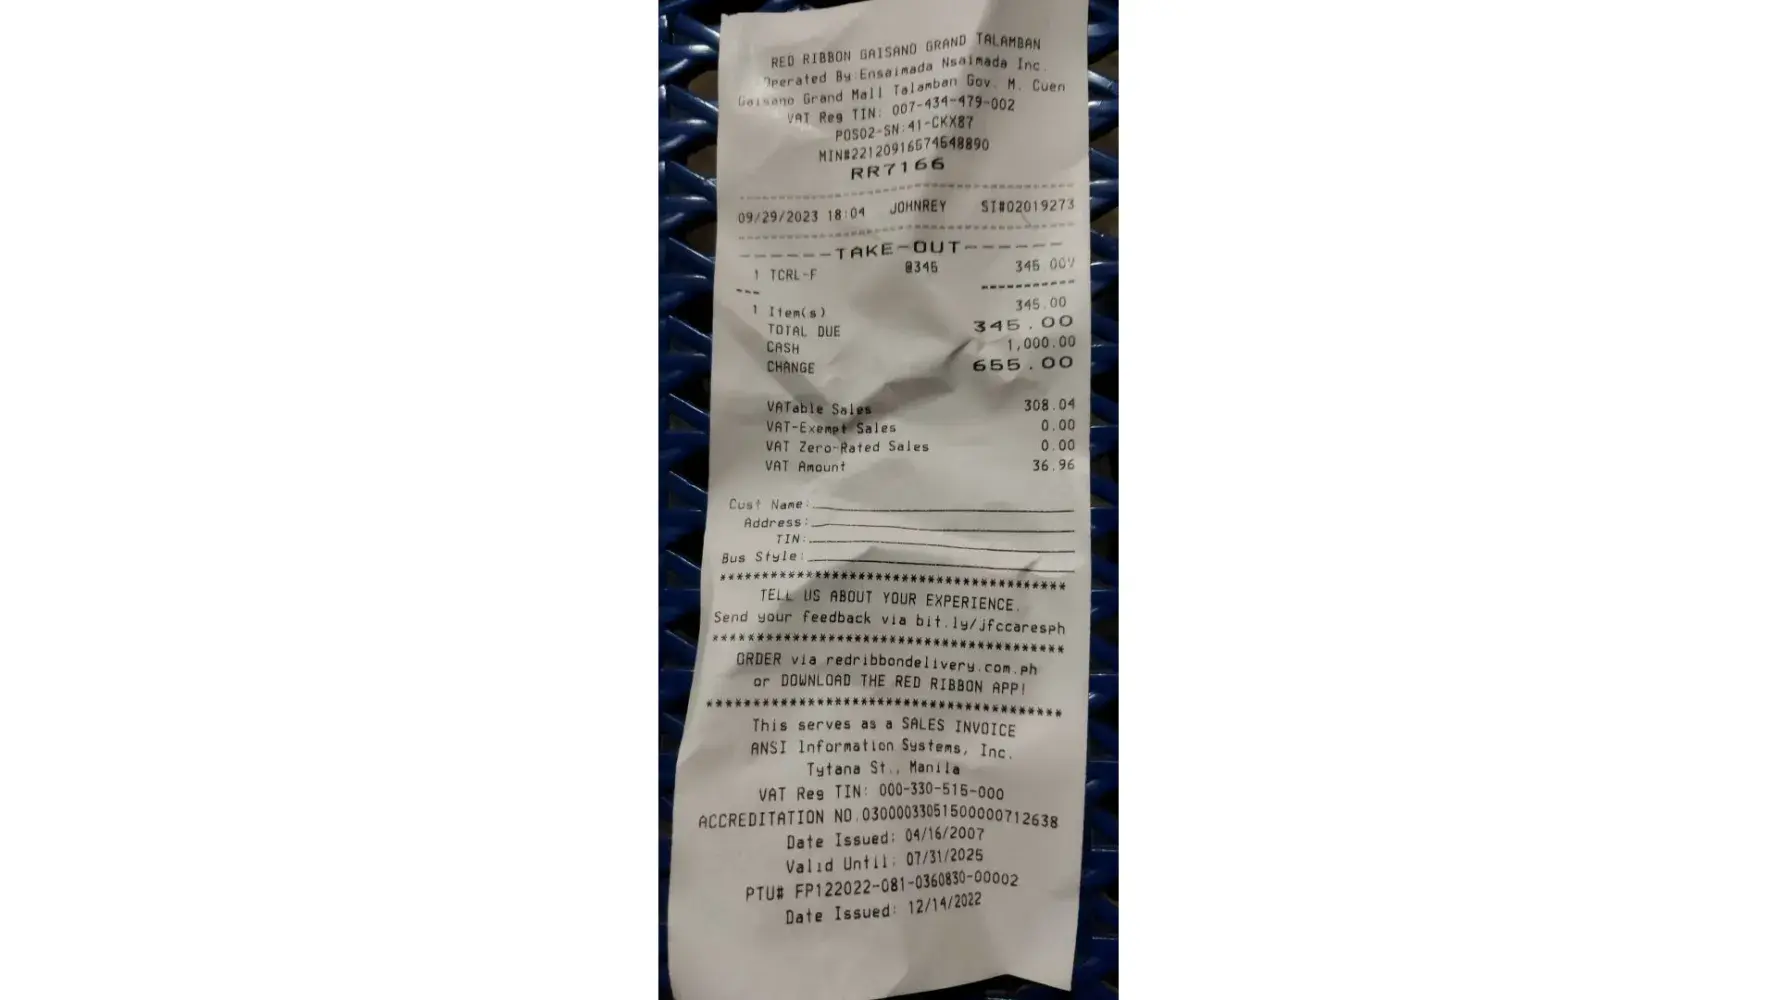 RED RIBBON GAISANO GRAND TALAMBAN
Operated By:Ensaimada Nsaimada Inc.
Gaisano Grand Mall Talamban Gov. M. Cuen
VAT Reg TIN: 007-434-479-002
POS02-SN:41-CKX87
MIN#22120916574548890
RR7166
09/29/2023 18:04 JOHNREY SI#02019273
------TAKE-OUT------
1 TCRL-F @345 345.00V
1 Item(s) 345.00
TOTAL DUE 345.00
CASH 1,000.00
CHANGE 655.00
VATable Sales 308.04
VAT-Exempt Sales 0.00
VAT Zero-Rated Sales 0.00
VAT Amount 36.96
Cust Name:
Address:
TIN:
Bus Style:
****************************************
TELL US ABOUT YOUR EXPERIENCE.
Send your feedback via bit.ly/jfccaresph
****************************************
ORDER via redribbondelivery.com.ph
or DOWNLOAD THE RED RIBBON APP!
****************************************
This serves as a SALES INVOICE
ANSI Information Systems, Inc.
Tytana St., Manila
VAT Reg TIN: 000-330-515-000
ACCREDITATION NO.030000330515000000712638
Date Issued: 04/16/2007
Valid Until: 07/31/2025
PTU# FP122022-081-0360830-00002
Date Issued: 12/14/2022